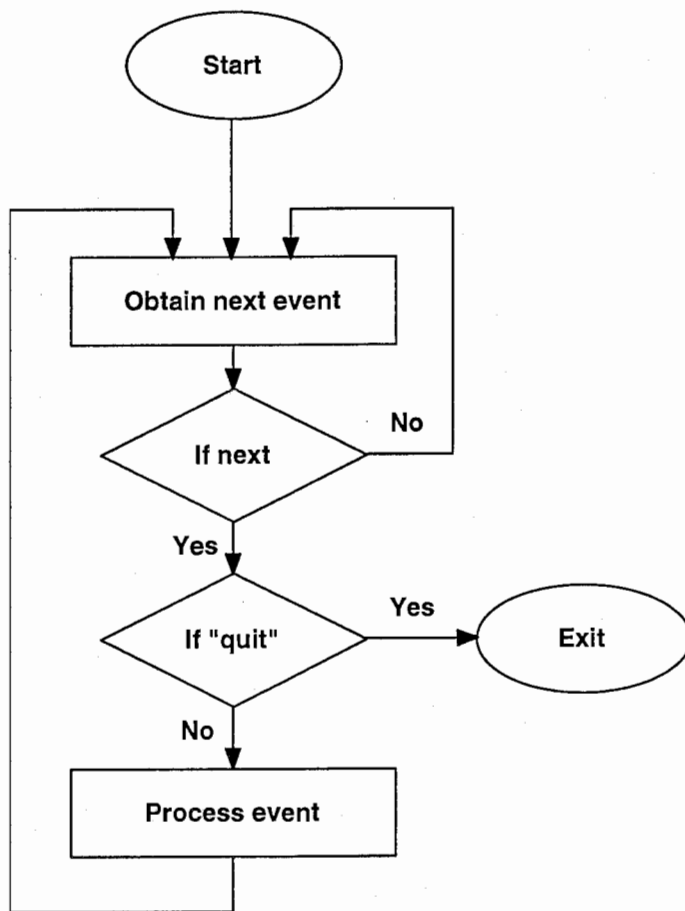 Start
Obtain next event
No
If next
Yes
Yes
If "quit"
Exit
No
Process event